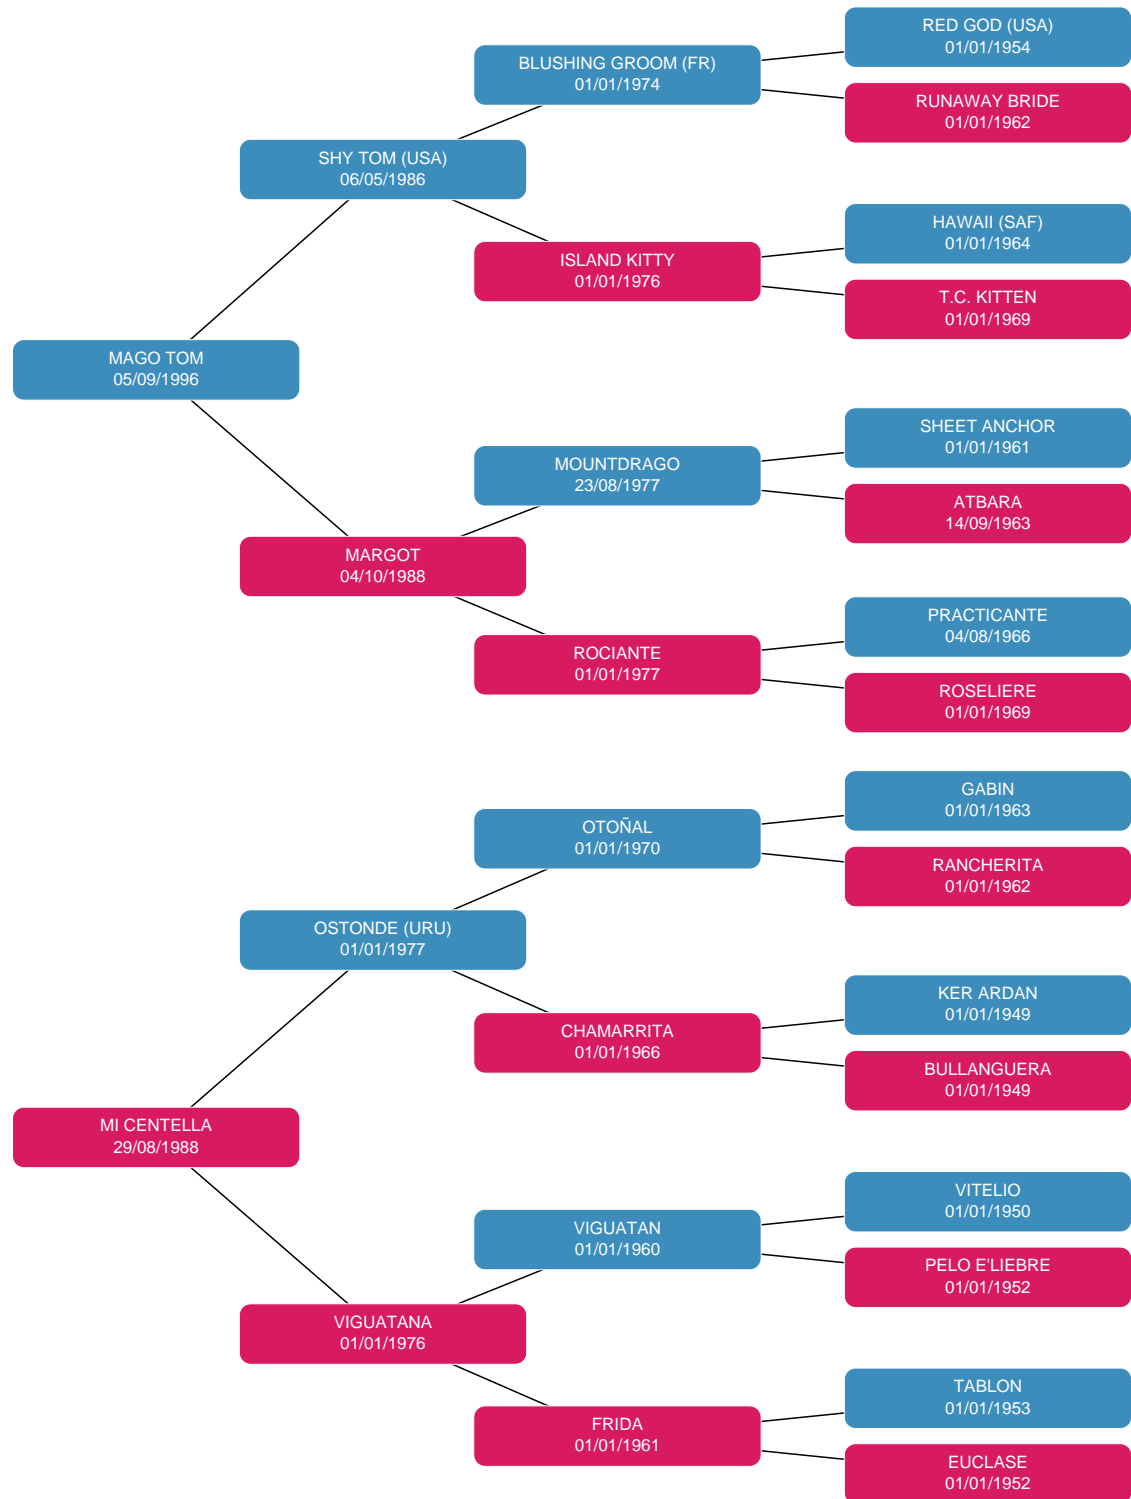 RED GOD (USA)
01/01/1954
BLUSHING GROOM (FR)
01/01/1974
RUNAWAY BRIDE
01/01/1962
SHY TOM (USA)
06/05/1986
HAWAII (SAF)
01/01/1964
ISLAND KITTY
01/01/1976
T.C. KITTEN
01/01/1969
MAGO TOM
05/09/1996
SHEET ANCHOR
01/01/1961
MOUNTDRAGO
23/08/1977
ATBARA
14/09/1963
MARGOT
04/10/1988
PRACTICANTE
04/08/1966
ROCIANTE
01/01/1977
ROSELIERE
01/01/1969
GABIN
01/01/1963
OTOÑAL
01/01/1970
RANCHERITA
01/01/1962
OSTONDE (URU)
01/01/1977
KER ARDAN
01/01/1949
CHAMARRITA
01/01/1966
BULLANGUERA
01/01/1949
MI CENTELLA
29/08/1988
VITELIO
01/01/1950
VIGUATAN
01/01/1960
PELO E'LIEBRE
01/01/1952
VIGUATANA
01/01/1976
TABLON
01/01/1953
FRIDA
01/01/1961
EUCLASE
01/01/1952